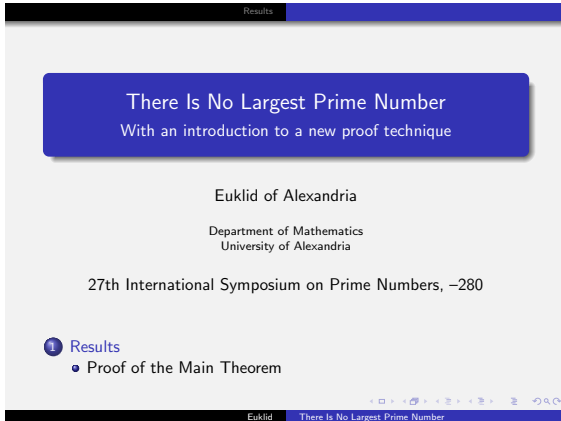 Results
There Is No Largest Prime Number
With an introduction to a new proof technique
Euklid of Alexandria
Department of Mathematics
University of Alexandria
27th International Symposium on Prime Numbers, –280
1 Results
Proof of the Main Theorem
Euklid There Is No Largest Prime Number